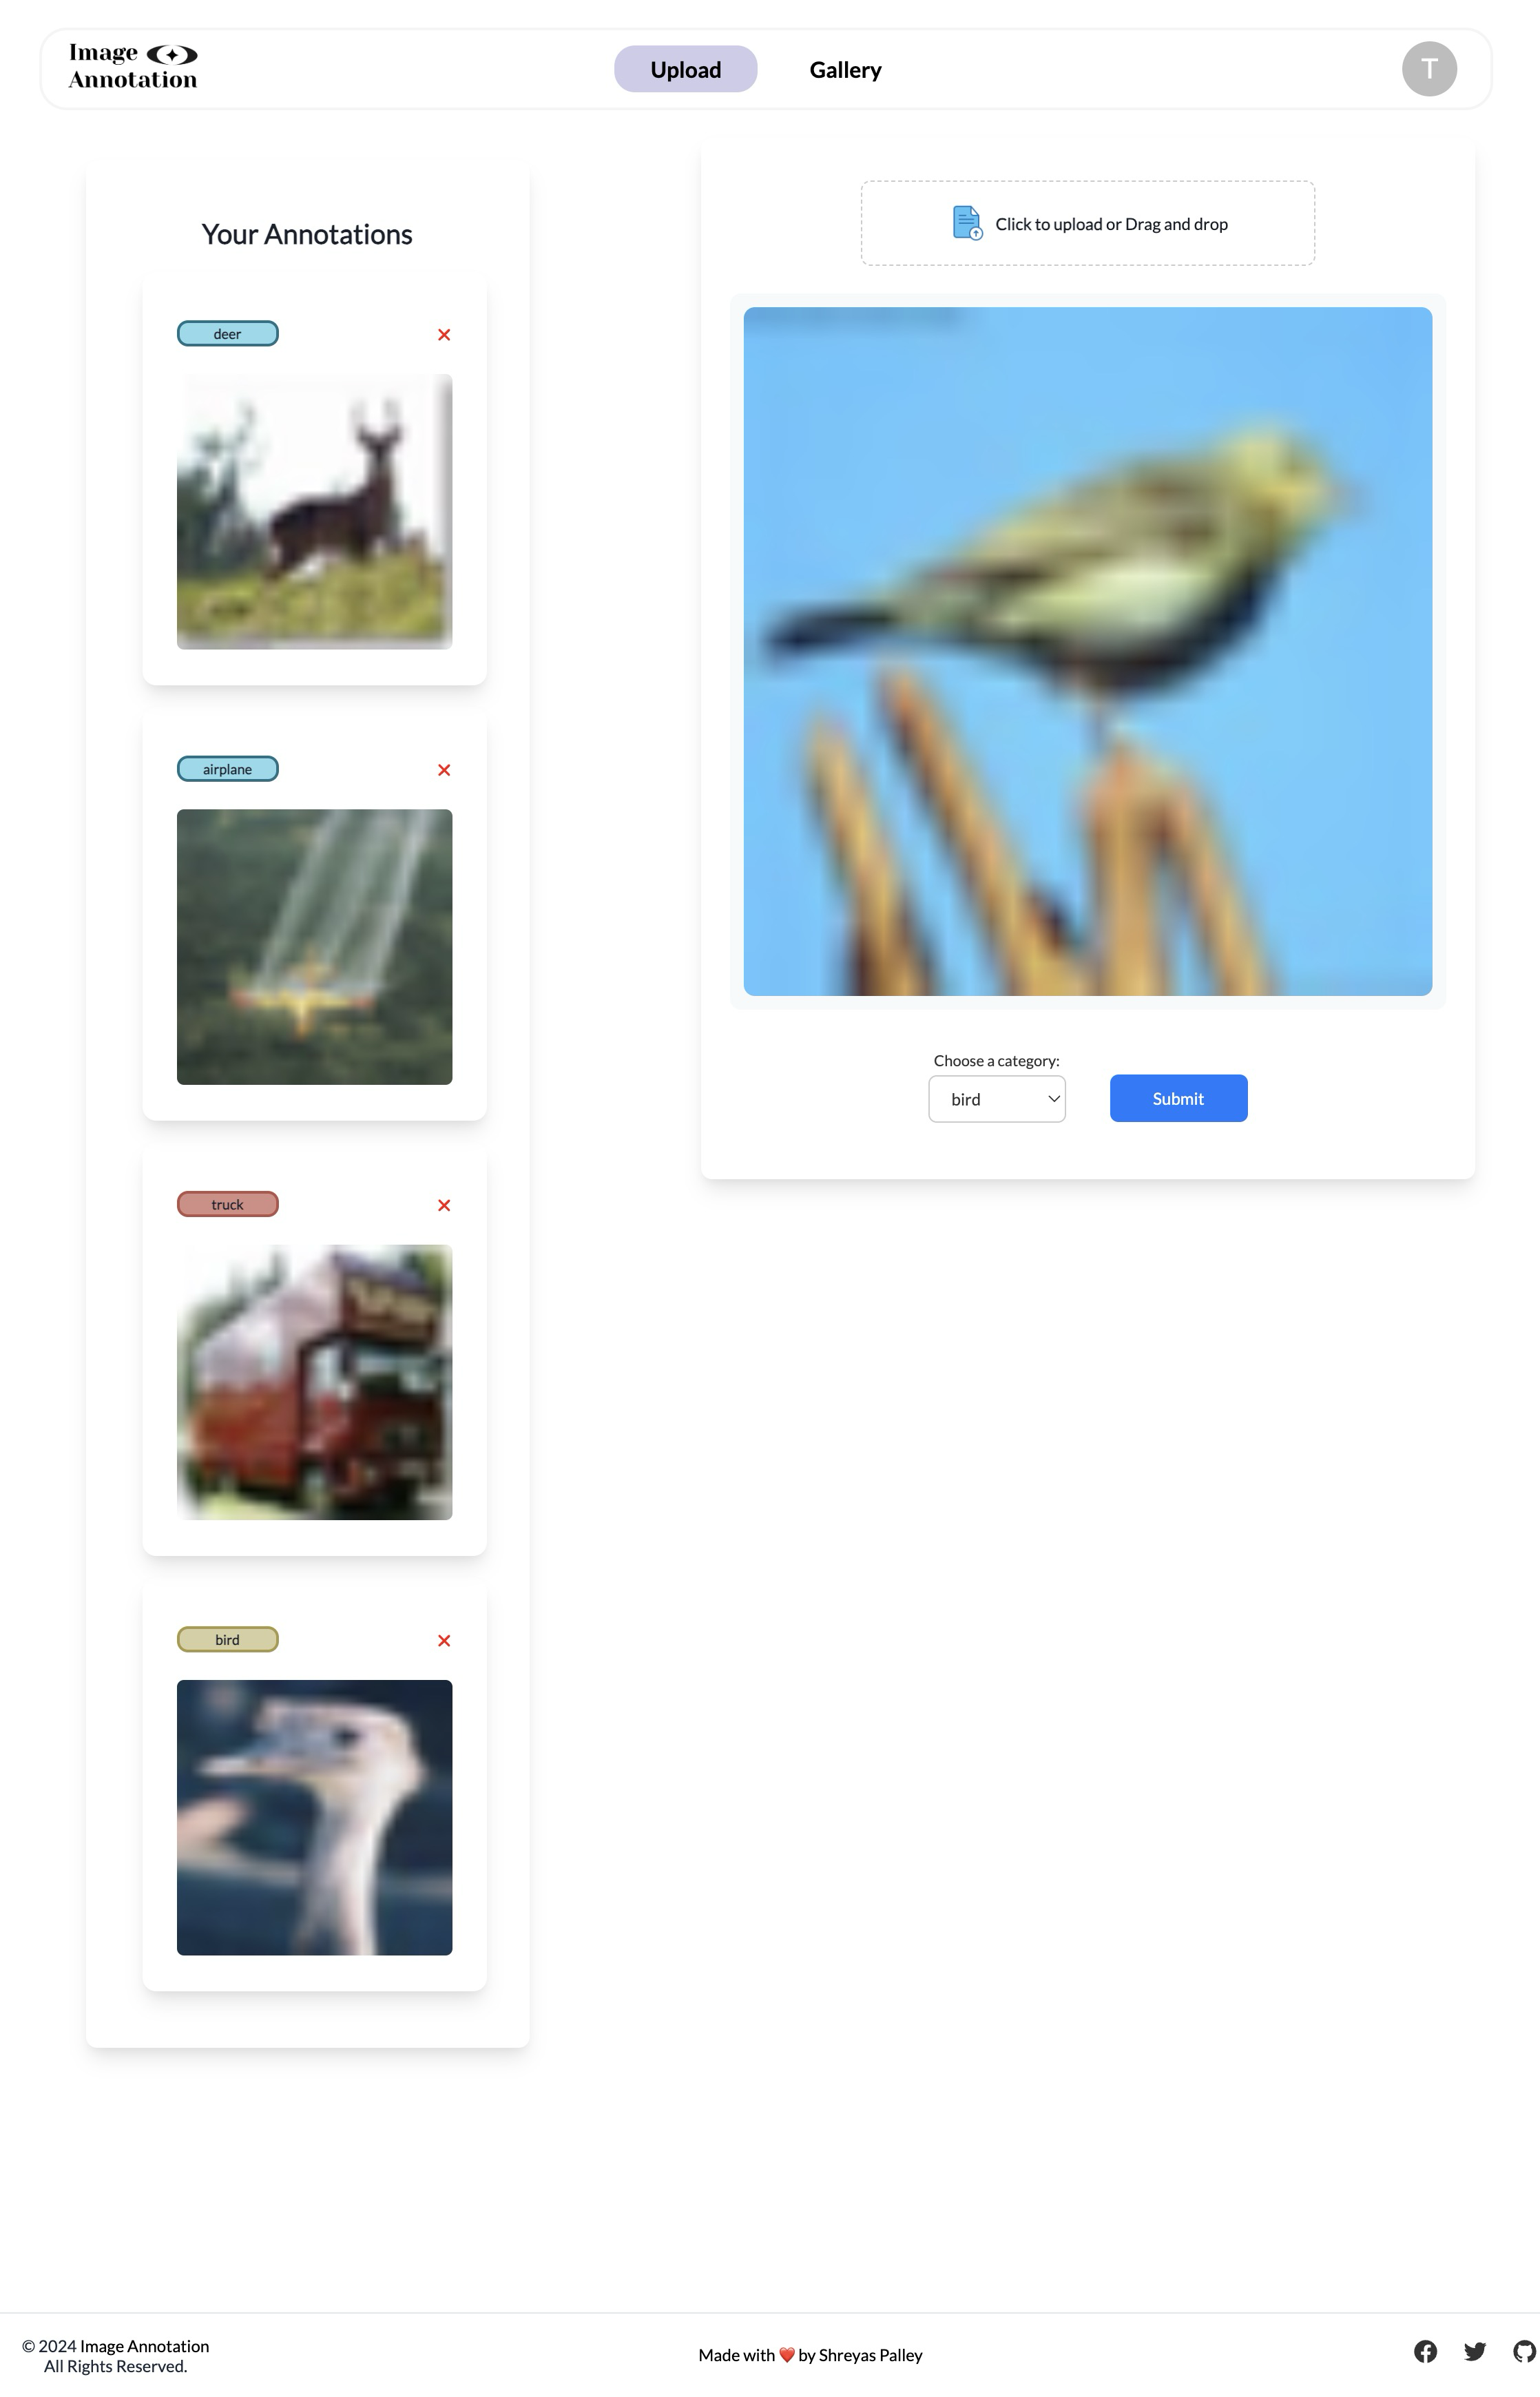 Image
Annotation
Upload
Gallery
T
Your Annotations
deer
airplane
truck
bird
Click to upload or Drag and drop
Choose a category:
bird
Submit
© 2024 Image Annotation
All Rights Reserved.
Made with ❤️ by Shreyas Palley